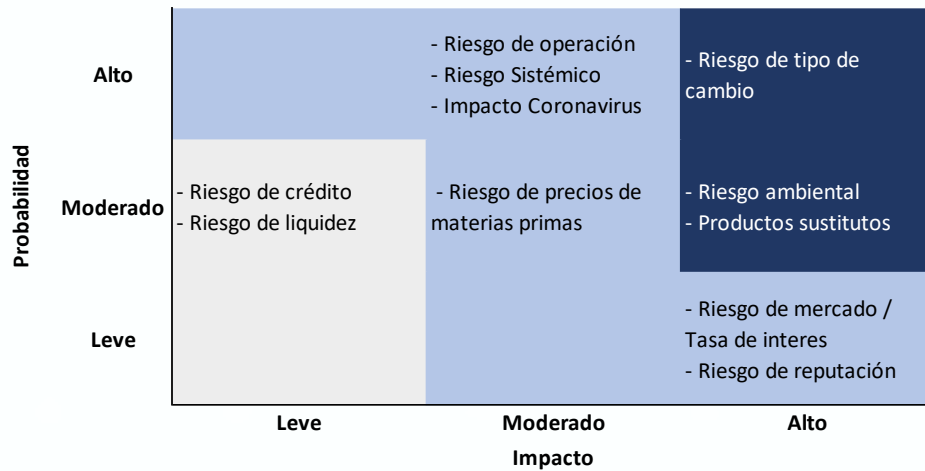 Probabilidad
Alto
- Riesgo de operación
- Riesgo Sistémico
- Impacto Coronavirus
- Riesgo de tipo de
cambio
Moderado
- Riesgo de crédito
- Riesgo de liquidez
- Riesgo de precios de
materias primas
- Riesgo ambiental
- Productos sustitutos
Leve
- Riesgo de mercado /
Tasa de interes
- Riesgo de reputación
Leve
Moderado
Alto
Impacto